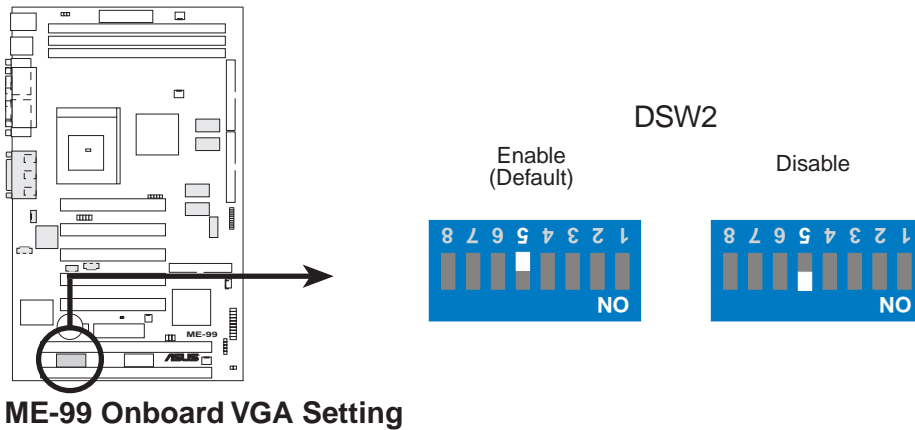 DSW2
Enable
(Default)
Disable
8 7 6 5 4 3 2 1
ON
8 7 6 5 4 3 2 1
ON
ME-99
ASUS
ME-99 Onboard VGA Setting